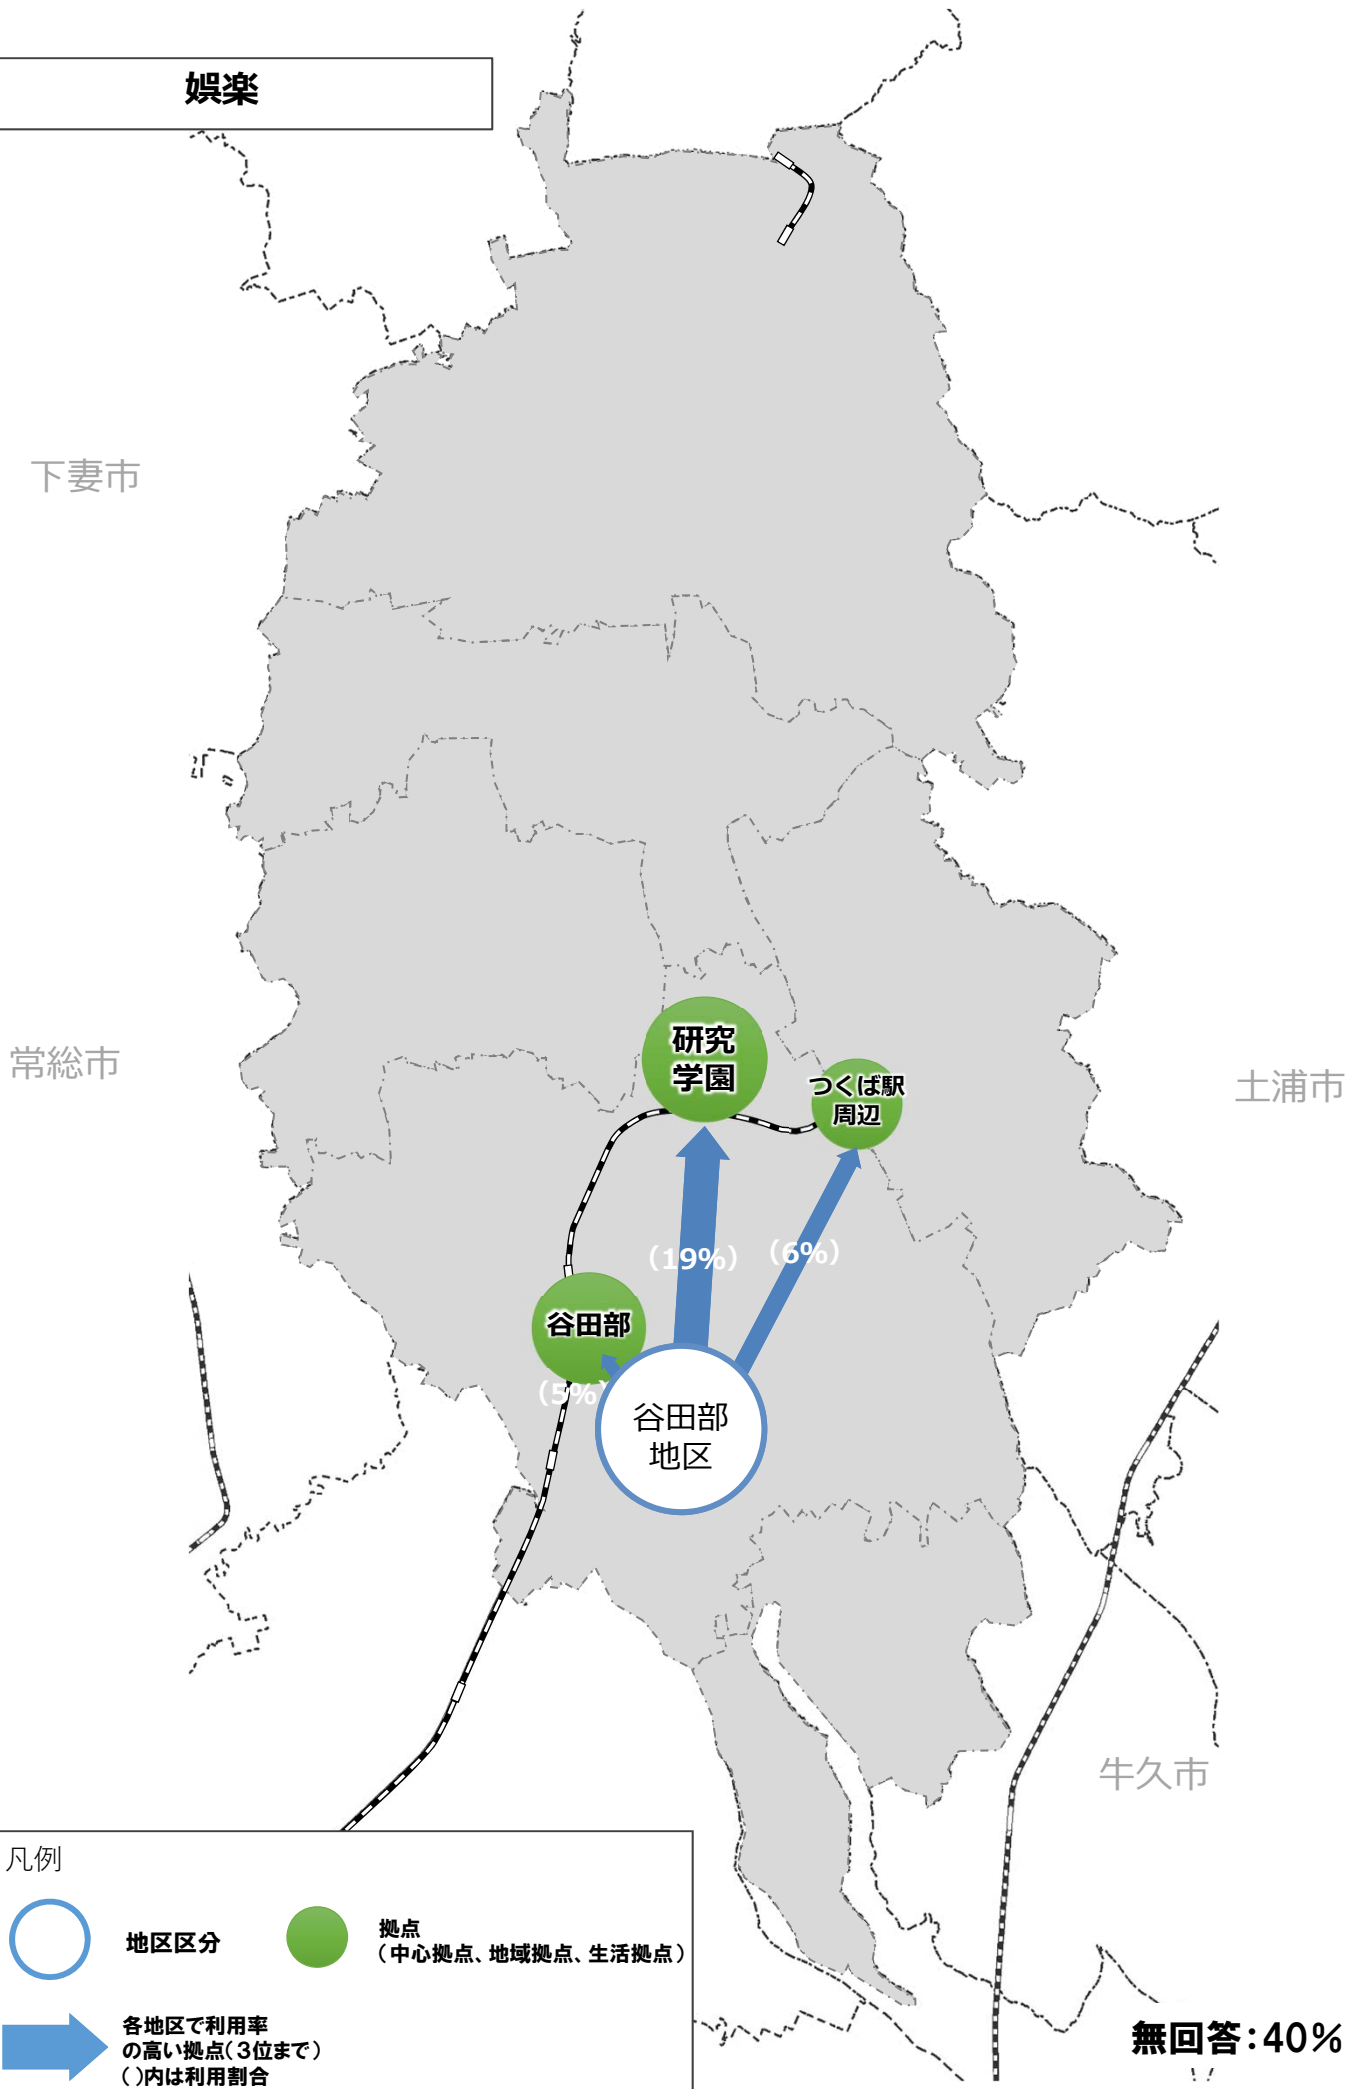 娯楽
下妻市
常総市
研究
学園
つくば駅
周辺
土浦市
（19%）
（6%）
谷田部
（5%）
谷田部
地区
牛久市
凡例
地区区分
拠点
（中心拠点、地域拠点、生活拠点）
各地区で利用率
の高い拠点（3位まで）
（ ）内は利用割合
無回答：40%